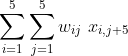 \sum_{i=1}^{5} \sum_{j=1}^{5} w_{ij} \ x_{i,j+5}